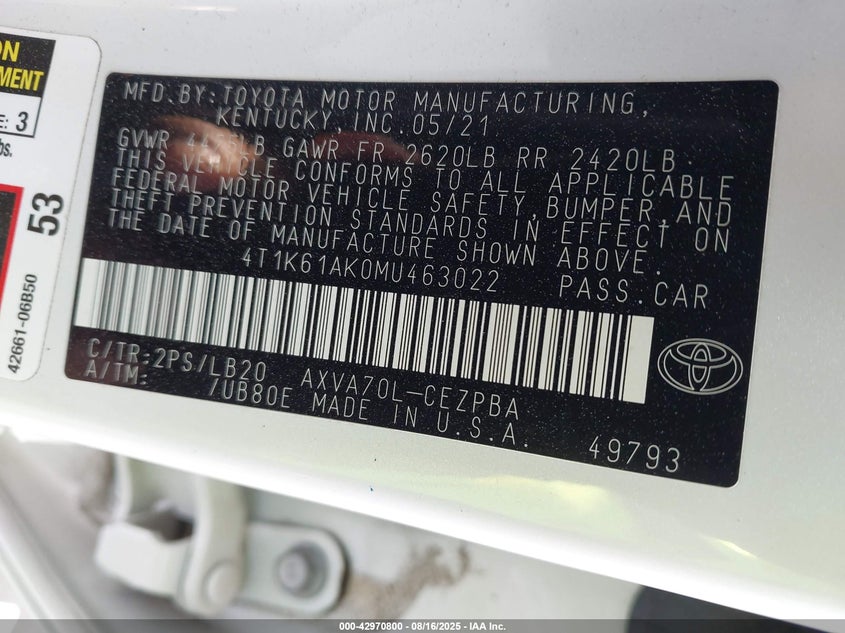 ON
MENT
E: 3
bs.
53
42661-06B50
MFD. BY: TOYOTA MOTOR MANUFACTURING,
KENTUCKY, INC. 05/21
GVWR GAWR FR 2620LB RR 2420LB
THIS VEHICLE CONFORMS TO ALL APPLICABLE
FEDERAL MOTOR VEHICLE SAFETY, BUMPER, AND
THEFT PREVENTION STANDARDS IN EFFECT ON
THE DATE OF MANUFACTURE SHOWN ABOVE.
4T1K61AK0MU463022 PASS. CAR
C/TR: 2PS/LB20 AXVA70L-CEZPBA
A/TM: /UB80E MADE IN U.S.A.
49793
000-42970800 - 08/16/2025 - IAA Inc.